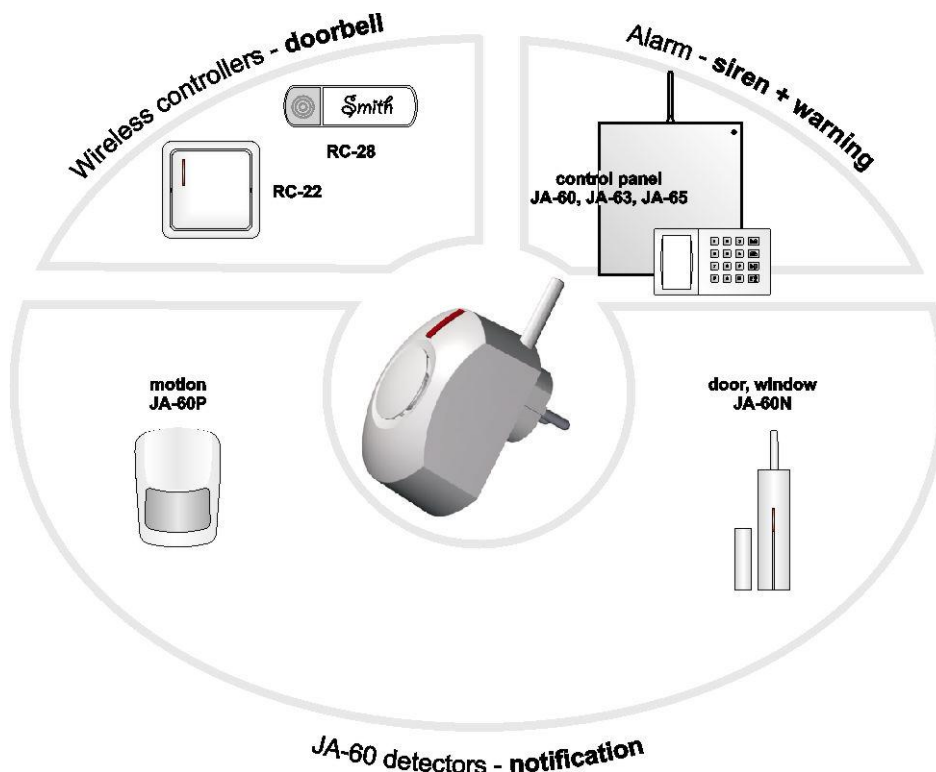 Wireless controllers - doorbell
Smith
RC-28
RC-22
Alarm - siren + warning
control panel
JA-60, JA-63, JA-65
motion
JA-60P
door, window
JA-60N
JA-60 detectors - notification